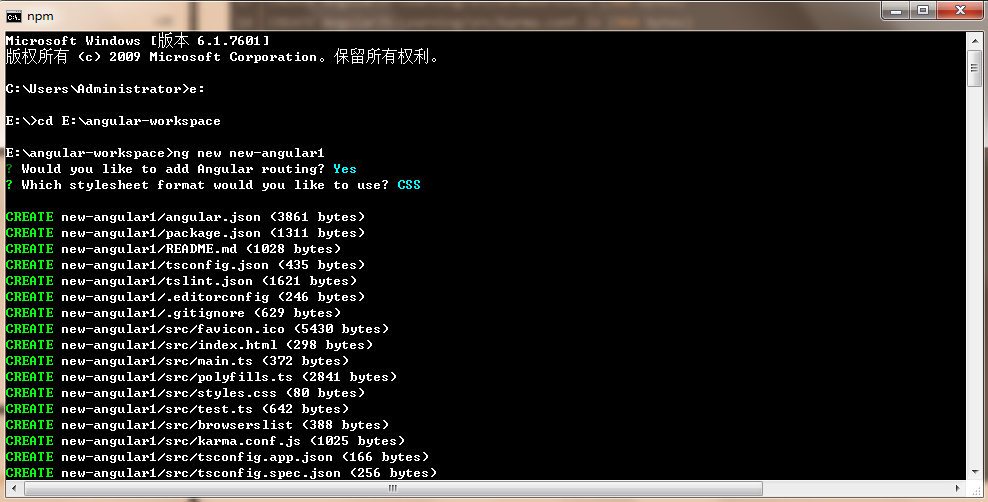 npm
Microsoft Windows [版本 6.1.7601]
版权所有 (c) 2009 Microsoft Corporation。保留所有权利。
C:\Users\Administrator>e:
E:\>cd E:\angular-workspace
E:\angular-workspace>ng new new-angular1
? Would you like to add Angular routing? Yes
? Which stylesheet format would you like to use? CSS
CREATE new-angular1/angular.json (3861 bytes)
CREATE new-angular1/package.json (1311 bytes)
CREATE new-angular1/README.md (1028 bytes)
CREATE new-angular1/tsconfig.json (435 bytes)
CREATE new-angular1/tslint.json (1621 bytes)
CREATE new-angular1/.editorconfig (246 bytes)
CREATE new-angular1/.gitignore (629 bytes)
CREATE new-angular1/src/favicon.ico (5430 bytes)
CREATE new-angular1/src/index.html (298 bytes)
CREATE new-angular1/src/main.ts (372 bytes)
CREATE new-angular1/src/polyfills.ts (2841 bytes)
CREATE new-angular1/src/styles.css (80 bytes)
CREATE new-angular1/src/test.ts (642 bytes)
CREATE new-angular1/src/browserslist (388 bytes)
CREATE new-angular1/src/karma.conf.js (1025 bytes)
CREATE new-angular1/src/tsconfig.app.json (166 bytes)
CREATE new-angular1/src/tsconfig.spec.json (256 bytes)